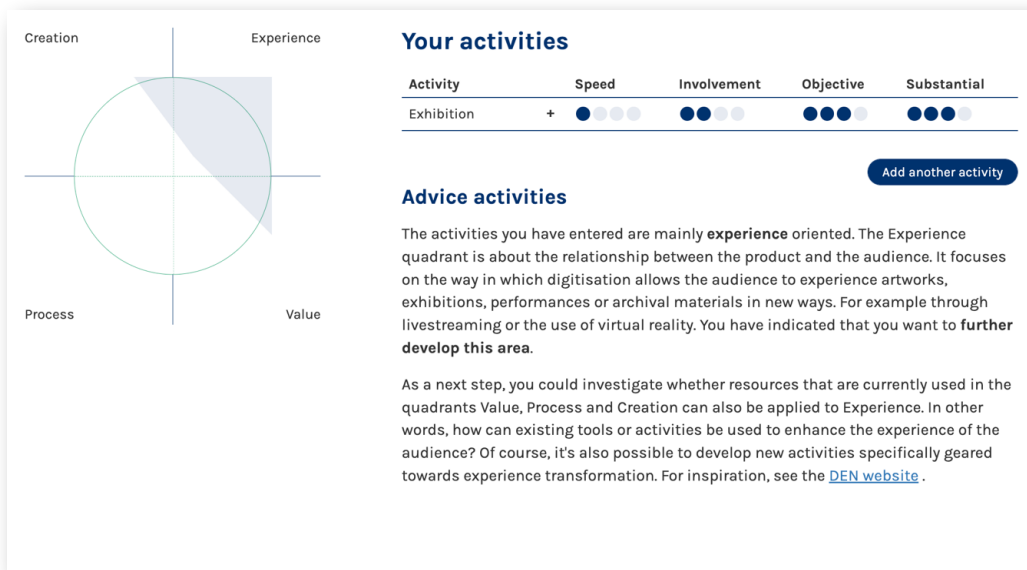 Creation
Experience
Process
Value
Your activities
Activity Speed Involvement Objective Substantial
Exhibition +
Add another activity
Advice activities
The activities you have entered are mainly experience oriented. The Experience
quadrant is about the relationship between the product and the audience. It focuses
on the way in which digitisation allows the audience to experience artworks,
exhibitions, performances or archival materials in new ways. For example through
livestreaming or the use of virtual reality. You have indicated that you want to further
develop this area.
As a next step, you could investigate whether resources that are currently used in the
quadrants Value, Process and Creation can also be applied to Experience. In other
words, how can existing tools or activities be used to enhance the experience of the
audience? Of course, it's also possible to develop new activities specifically geared
towards experience transformation. For inspiration, see the DEN website .